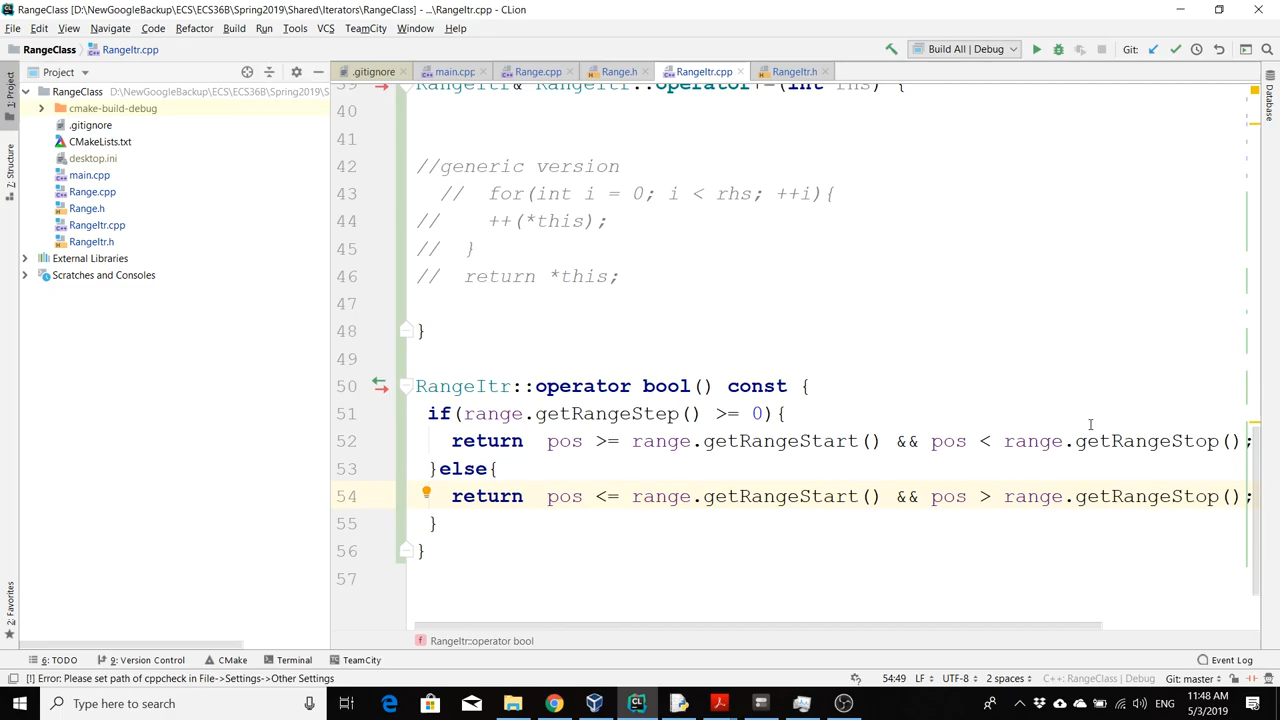 RangeClass [D:\NewGoogleBackup\ECS\ECS36B\Spring2019\Shared\Iterators\RangeClass] - ...\RangeItr.cpp - CLion
File Edit View Navigate Code Refactor Build Run Tools VCS TeamCity Window Help
RangeClass RangeItr.cpp Build All | Debug Git:
Project .gitignore main.cpp Range.cpp Range.h RangeItr.cpp RangeItr.h
1: Project
Z: Structure
2: Favorites
Database
RangeClass
cmake-build-debug
.gitignore
CMakeLists.txt
desktop.ini
main.cpp
Range.cpp
Range.h
RangeItr.cpp
RangeItr.h
External Libraries
Scratches and Consoles
39 RangeItr& RangeItr::operator+=(int rhs) {
40
41
42 //generic version
43 // for(int i = 0; i < rhs; ++i){
44 // ++(*this);
45 // }
46 // return *this;
47
48 }
49
50 RangeItr::operator bool() const {
51 if(range.getRangeStep() >= 0){
52 return pos >= range.getRangeStart() && pos < range.getRangeStop();
53 }else{
54 return pos <= range.getRangeStart() && pos > range.getRangeStop();
55 }
56 }
57
RangeItr::operator bool
6: TODO 9: Version Control CMake Terminal TeamCity Event Log
[!] Error: Please set path of cppcheck in File->Settings->Other Settings 54:49 LF UTF-8 2 spaces C++: RangeClass | Debug Git: master
Type here to search ENG 11:48 AM 5/3/2019